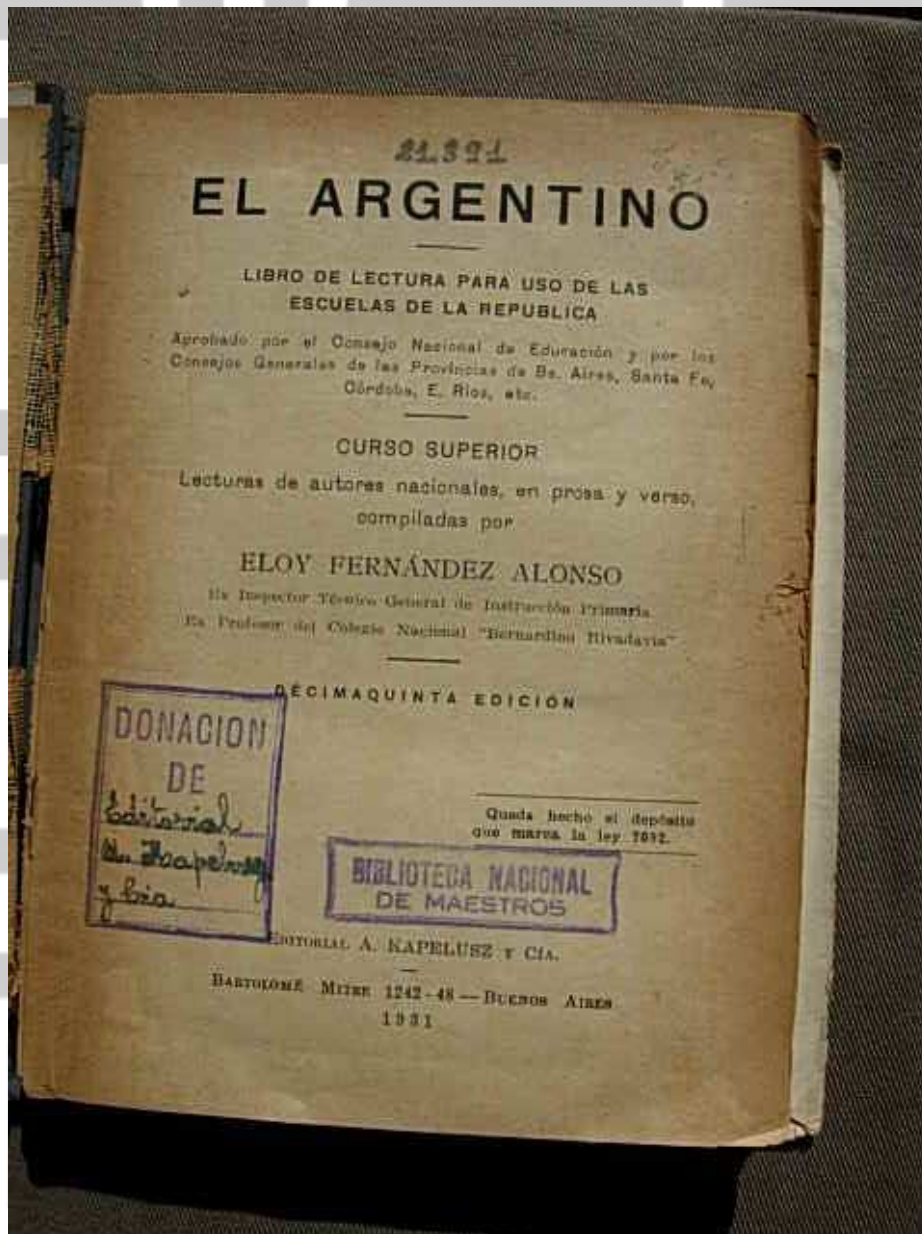 21.391
EL ARGENTINO
LIBRO DE LECTURA PARA USO DE LAS
ESCUELAS DE LA REPUBLICA
Aprobado por el Consejo Nacional de Educación y por los
Consejos Generales de las Provincias de Bs. Aires, Santa Fe,
Córdoba, E. Rios, etc.
CURSO SUPERIOR
Lecturas de autores nacionales, en prosa y verso,
compiladas por
ELOY FERNÁNDEZ ALONSO
Ex Inspector Técnico General de Instrucción Primaria
Ex Profesor del Colegio Nacional "Bernardino Rivadavia"
DÉCIMAQUINTA EDICIÓN
DONACION
DE
Editorial
A. Kapelusz
y Cía
Queda hecho el depósito
que marca la ley 7092.
BIBLIOTECA NACIONAL
DE MAESTROS
EDITORIAL A. KAPELUSZ Y CÍA.
BARTOLOMÉ MITRE 1242-48 — BUENOS AIRES
1931